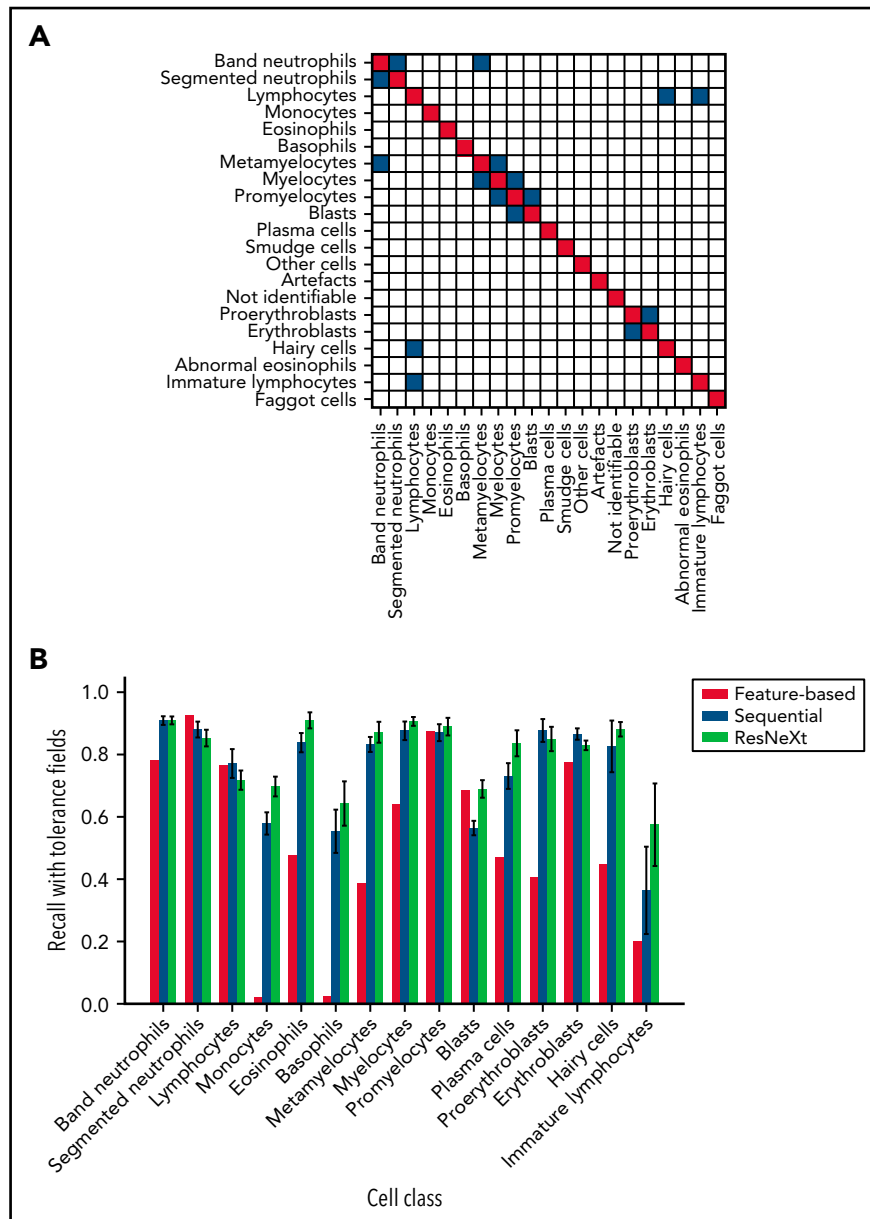 A
Band neutrophils
Segmented neutrophils
Lymphocytes
Monocytes
Eosinophils
Basophils
Metamyelocytes
Myelocytes
Promyelocytes
Blasts
Plasma cells
Smudge cells
Other cells
Artefacts
Not identifiable
Proerythroblasts
Erythroblasts
Hairy cells
Abnormal eosinophils
Immature lymphocytes
Faggot cells
Band neutrophils
Segmented neutrophils
Lymphocytes
Monocytes
Eosinophils
Basophils
Metamyelocytes
Myelocytes
Promyelocytes
Blasts
Plasma cells
Smudge cells
Other cells
Artefacts
Not identifiable
Proerythroblasts
Erythroblasts
Hairy cells
Abnormal eosinophils
Immature lymphocytes
Faggot cells
B
Recall with tolerance fields
1.0
0.8
0.6
0.4
0.2
0.0
Feature-based
Sequential
ResNeXt
Band neutrophils
Segmented neutrophils
Lymphocytes
Monocytes
Eosinophils
Basophils
Metamyelocytes
Myelocytes
Promyelocytes
Blasts
Plasma cells
Proerythroblasts
Erythroblasts
Hairy cells
Immature lymphocytes
Cell class